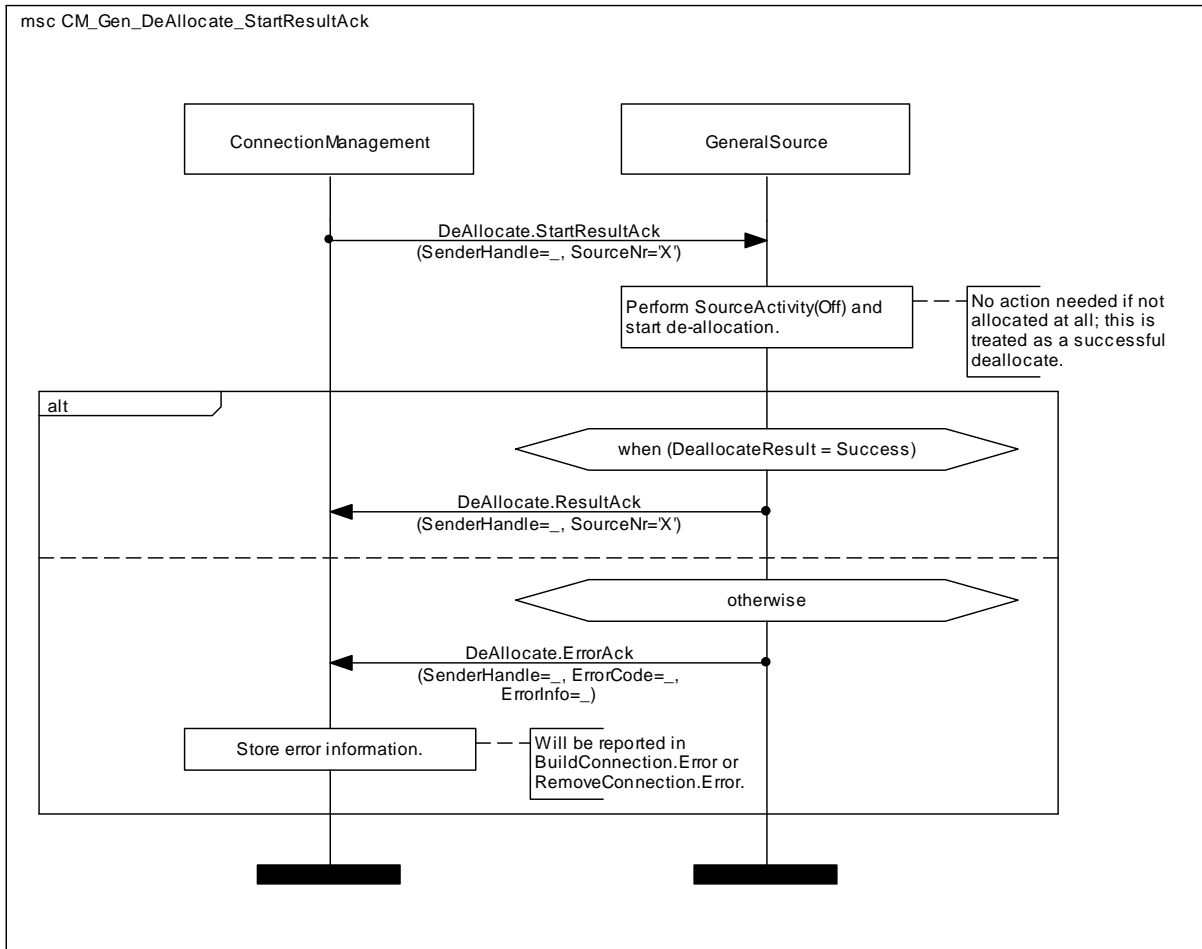 msc CM_Gen_DeAllocate_StartResultAck
ConnectionManagement
GeneralSource
DeAllocate.StartResultAck
(SenderHandle=_, SourceNr='X')
Perform SourceActivity(Off) and
start de-allocation.
No action needed if not
allocated at all; this is
treated as a successful
deallocate.
alt
when (DeallocateResult = Success)
DeAllocate.ResultAck
(SenderHandle=_, SourceNr='X')
otherwise
DeAllocate.ErrorAck
(SenderHandle=_, ErrorCode=_,
ErrorInfo=_)
Store error information.
Will be reported in
BuildConnection.Error or
RemoveConnection.Error.